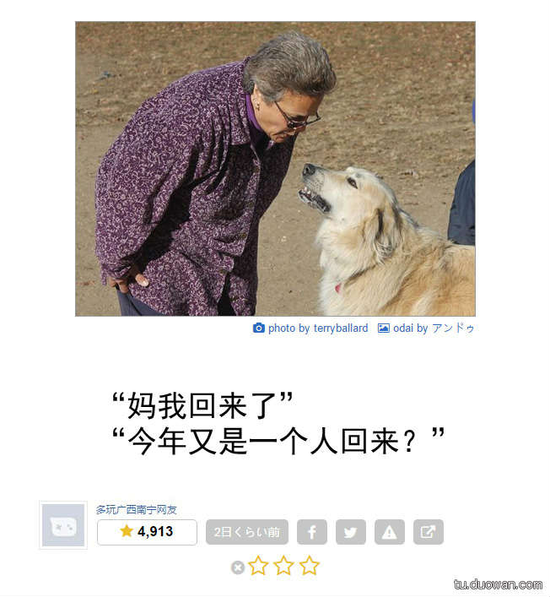 photo by terryballard odai by アンドゥ
“妈我回来了”
“今年又是一个人回来？”
多玩广西南宁网友
4,913
2日くらい前
tu.duowan.com